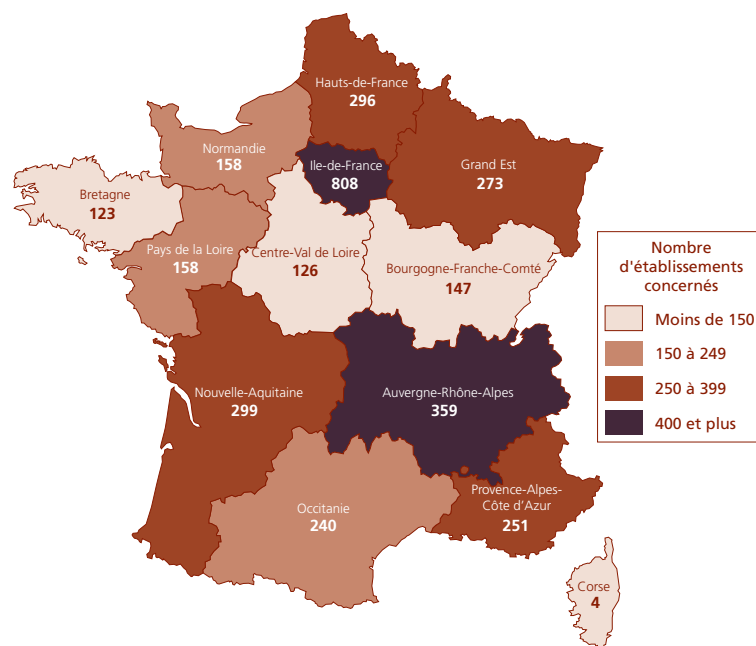 Hauts-de-France
296
Normandie
158
Ile-de-France
808
Grand Est
273
Bretagne
123
Pays de la Loire
158
Centre-Val de Loire
126
Bourgogne-Franche-Comté
147
Nouvelle-Aquitaine
299
Auvergne-Rhône-Alpes
359
Occitanie
240
Provence-Alpes-
Côte d’Azur
251
Corse
4
Nombre
d'établissements
concernés
Moins de 150
150 à 249
250 à 399
400 et plus